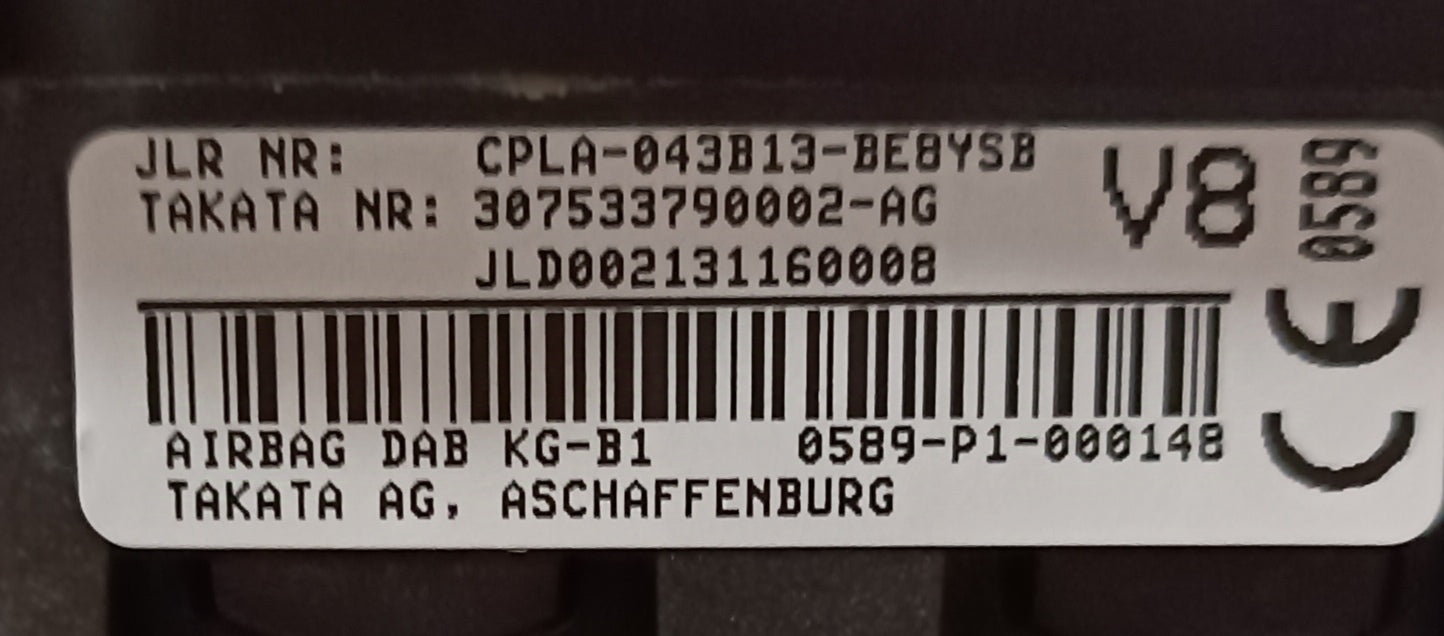 JLR NR: CPLA-043B13-BE8YSB
TAKATA NR: 307533790002-AG
JLD002131160008
V8
0589
CE
AIRBAG DAB KG-B1 0589-P1-000148
TAKATA AG, ASCHAFFENBURG